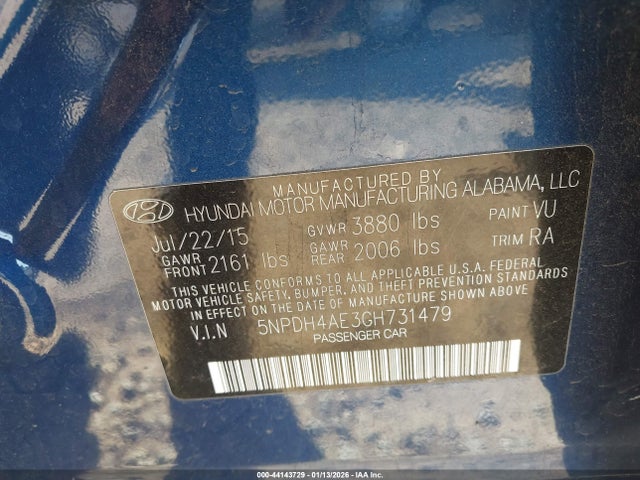 MANUFACTURED BY
HYUNDAI MOTOR MANUFACTURING ALABAMA, LLC
Jul/22/15 GVWR 3880 lbs PAINT VU
GAWR FRONT 2161 lbs GAWR REAR 2006 lbs TRIM RA
THIS VEHICLE CONFORMS TO ALL APPLICABLE U.S.A. FEDERAL
MOTOR VEHICLE SAFETY, BUMPER, AND THEFT PREVENTION STANDARDS
IN EFFECT ON THE DATE OF MANUFACTURE SHOWN ABOVE.
V.I.N 5NPDH4AE3GH731479
PASSENGER CAR
000-44143729 - 01/13/2026 - IAA Inc.